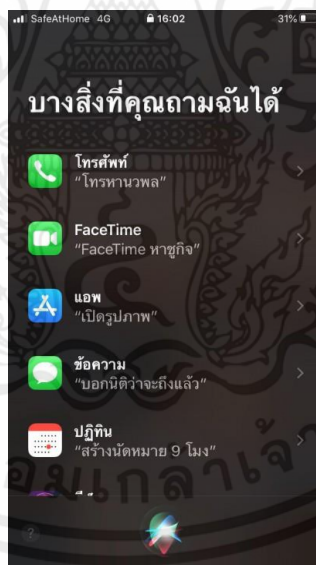 SafeAtHome 4G 16:02 31%
บางสิ่งที่คุณถามฉันได้
โทรศัพท์
"โทรหานวพล"
FaceTime
"FaceTime หาชูกิจ"
แอพ
"เปิดรูปภาพ"
ข้อความ
"บอกนิติว่าจะถึงแล้ว"
ปฏิทิน
"สร้างนัดหมาย 9 โมง"
?